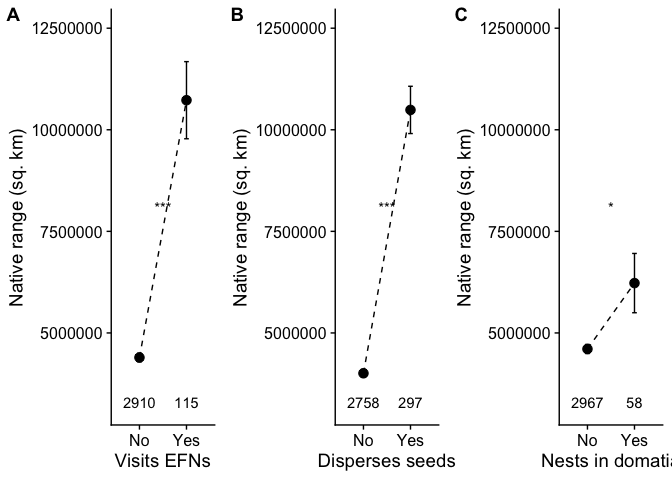 A
12500000
10000000
7500000
5000000
Native range (sq. km)
***
2910 115
No Yes
Visits EFNs
B
12500000
10000000
7500000
5000000
Native range (sq. km)
***
2758 297
No Yes
Disperses seeds
C
12500000
10000000
7500000
5000000
Native range (sq. km)
*
2967 58
No Yes
Nests in domatia